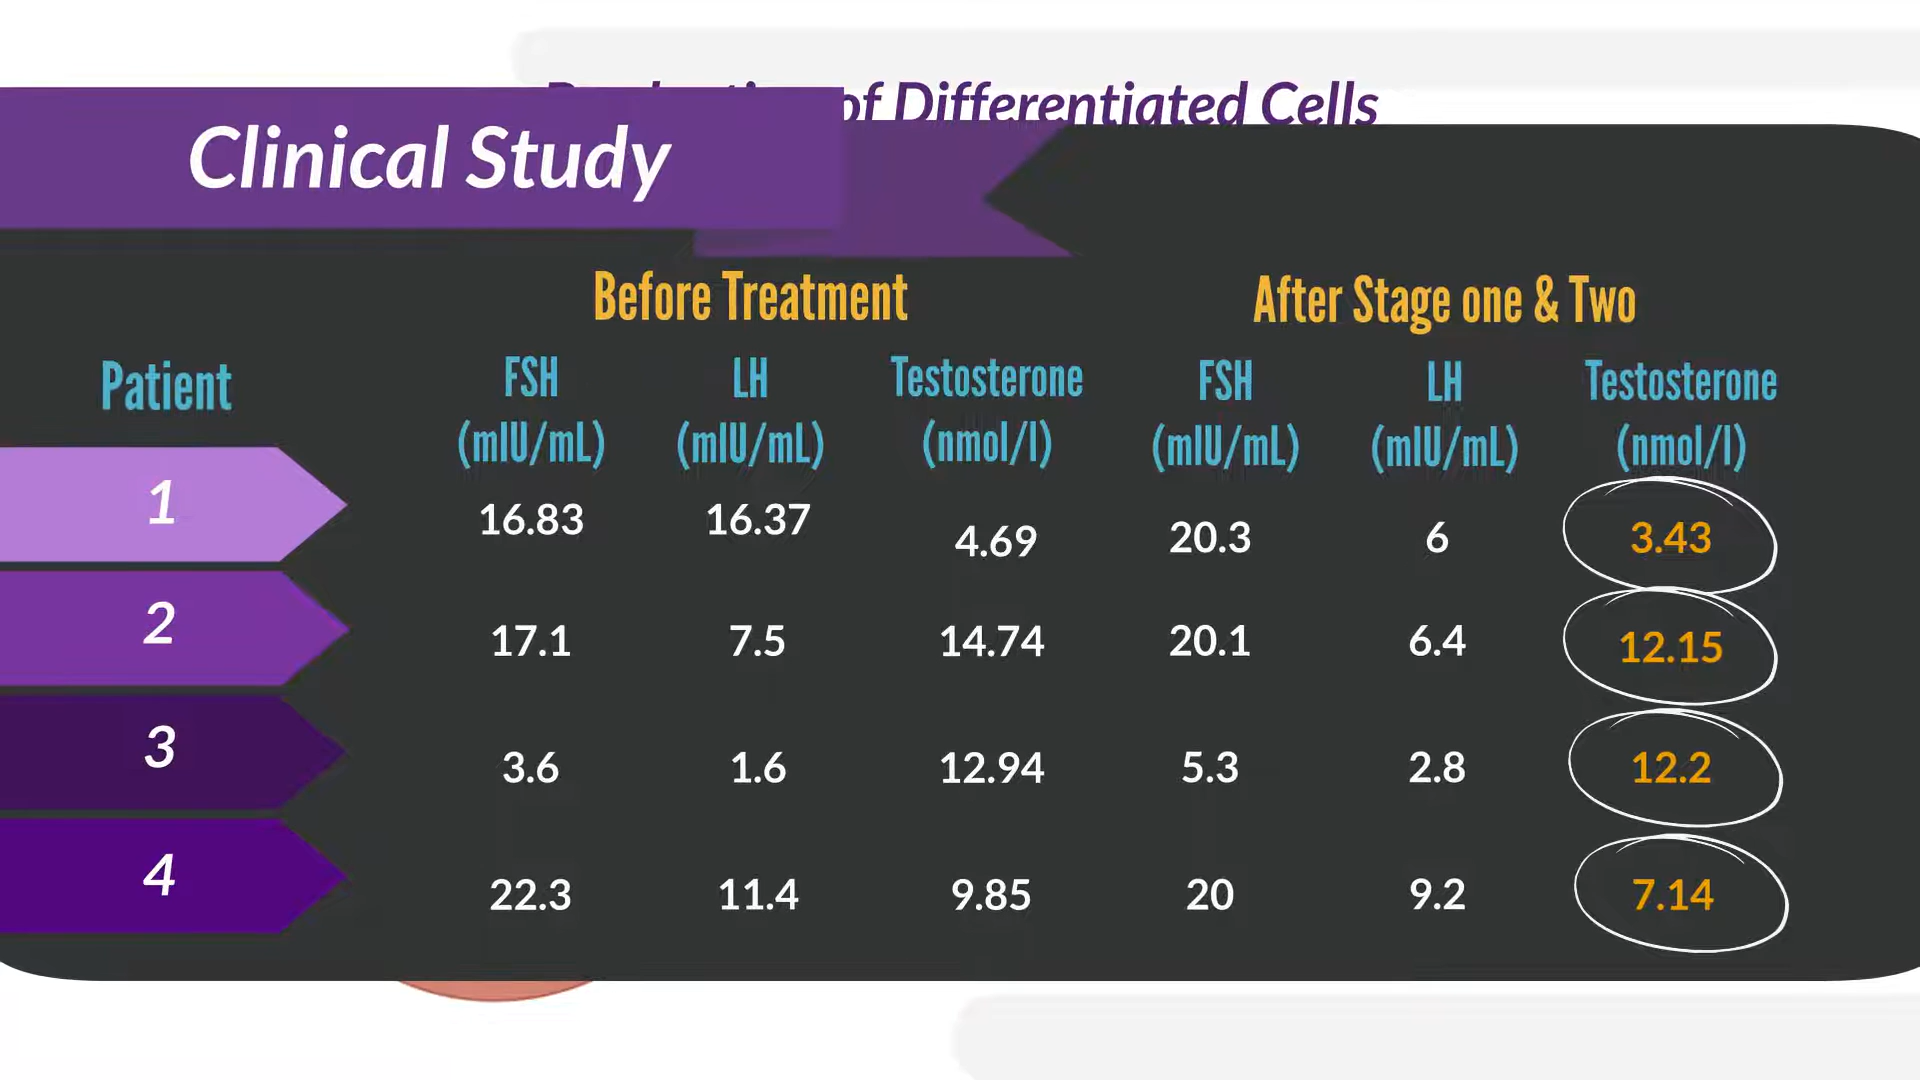 of Differentiated Cells
Clinical Study
Before Treatment After Stage one & Two
Patient FSH LH Testosterone FSH LH Testosterone
(mIU/mL) (mIU/mL) (nmol/l) (mIU/mL) (mIU/mL) (nmol/l)
1 16.83 16.37 4.69 20.3 6 3.43
2 17.1 7.5 14.74 20.1 6.4 12.15
3 3.6 1.6 12.94 5.3 2.8 12.2
4 22.3 11.4 9.85 20 9.2 7.14